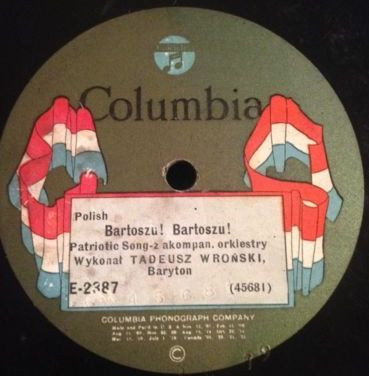 Columbia
Polish
Bartoszu! Bartoszu!
Patriotic Song-z akompan. orkiestry
Wykonał TADEUSZ WROŃSKI,
Baryton
E-2387 (45681)
COLUMBIA PHONOGRAPH COMPANY
C